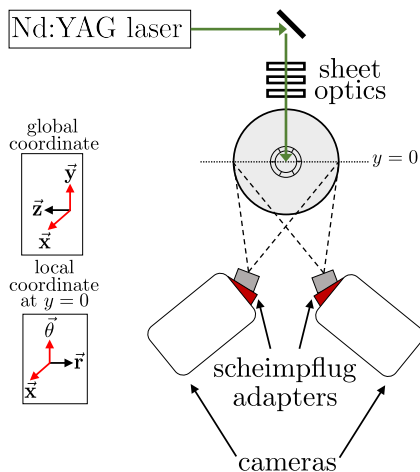 Nd:YAG laser
sheet
optics
y = 0
global
coordinate
y⃗
z⃗
x⃗
local
coordinate
at y = 0
θ⃗
r⃗
x⃗
scheimpflug
adapters
cameras